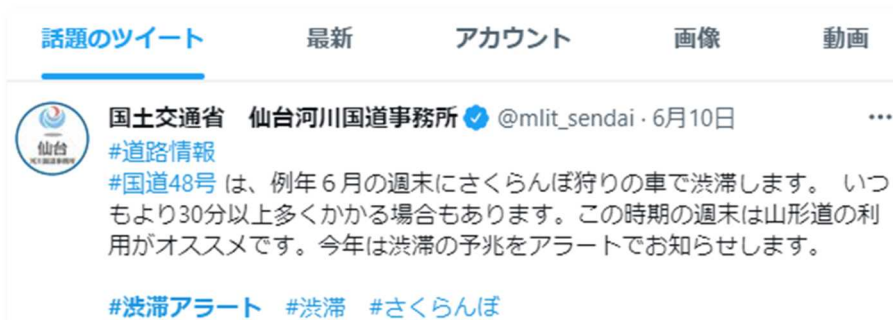 話題のツイート 最新 アカウント 画像 動画
国土交通省 仙台河川国道事務所 @mlit_sendai · 6月10日 ...
仙台
河川国道事務所
#道路情報
#国道48号 は、例年６月の週末にさくらんぼ狩りの車で渋滞します。 いつ
もより30分以上多くかかる場合もあります。この時期の週末は山形道の利
用がオススメです。今年は渋滞の予兆をアラートでお知らせします。
#渋滞アラート #渋滞 #さくらんぼ